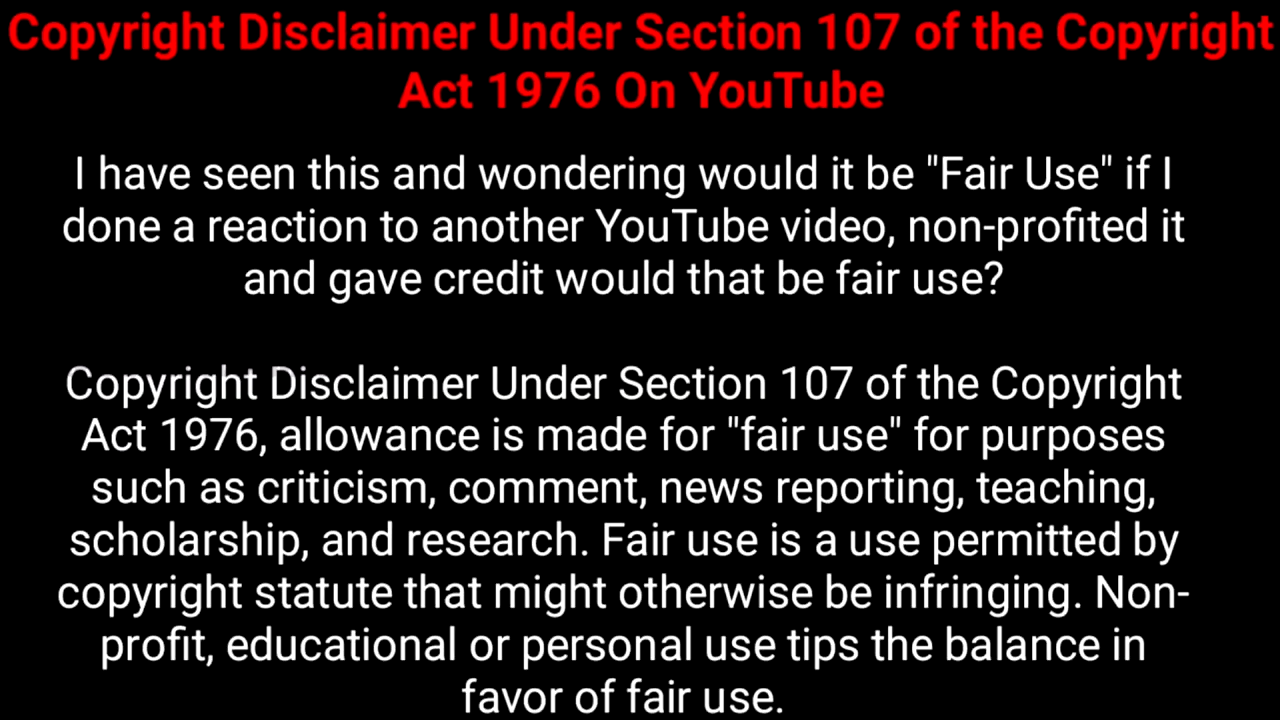 Copyright Disclaimer Under Section 107 of the Copyright
Act 1976 On YouTube
I have seen this and wondering would it be "Fair Use" if I
done a reaction to another YouTube video, non-profited it
and gave credit would that be fair use?
Copyright Disclaimer Under Section 107 of the Copyright
Act 1976, allowance is made for "fair use" for purposes
such as criticism, comment, news reporting, teaching,
scholarship, and research. Fair use is a use permitted by
copyright statute that might otherwise be infringing. Non-
profit, educational or personal use tips the balance in
favor of fair use.